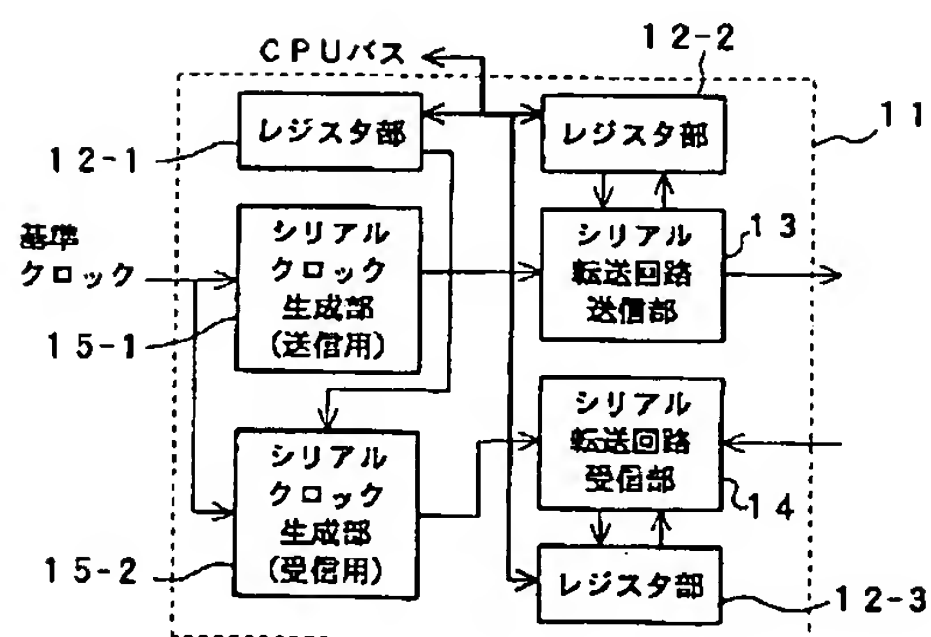 CPUバス
12-2
11
レジスタ部
レジスタ部
12-1
基準
クロック
シリアル
クロック
生成部
(送信用)
シリアル
転送回路
送信部
13
15-1
シリアル
クロック
生成部
(受信用)
シリアル
転送回路
受信部
14
15-2
レジスタ部
12-3